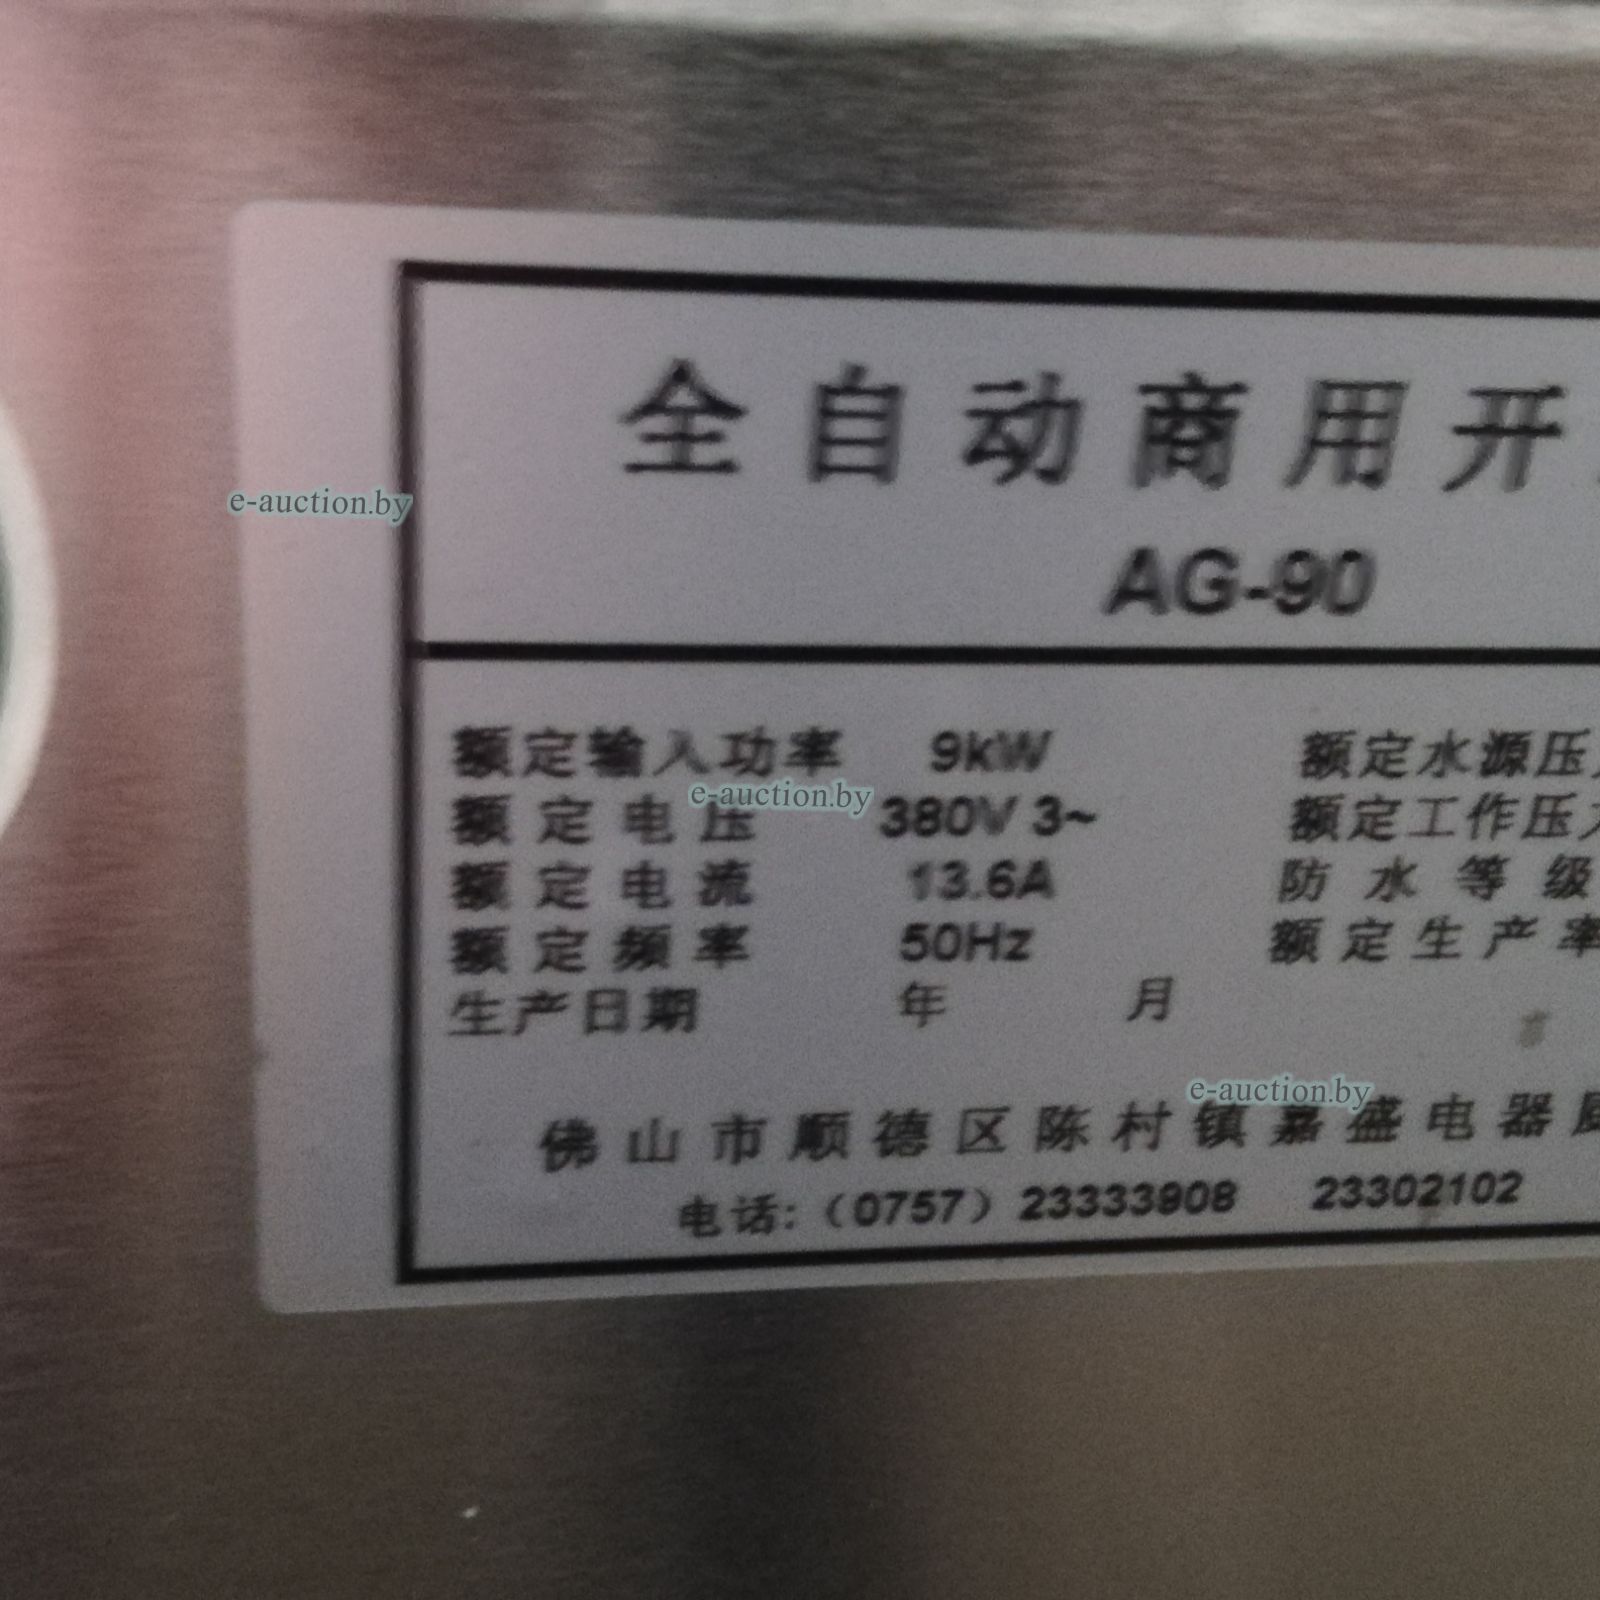 全自动商用开
AG-90
额定输入功率 9kW 额定水源压
额定电压 380V 3~ 额定工作压
额定电流 13.6A 防水等级
额定频率 50Hz 额定生产率
生产日期 年 月
佛山市顺德区陈村镇嘉盛电器
电话:（0757）23333908 23302102
e-auction.by
e-auction.by
e-auction.by